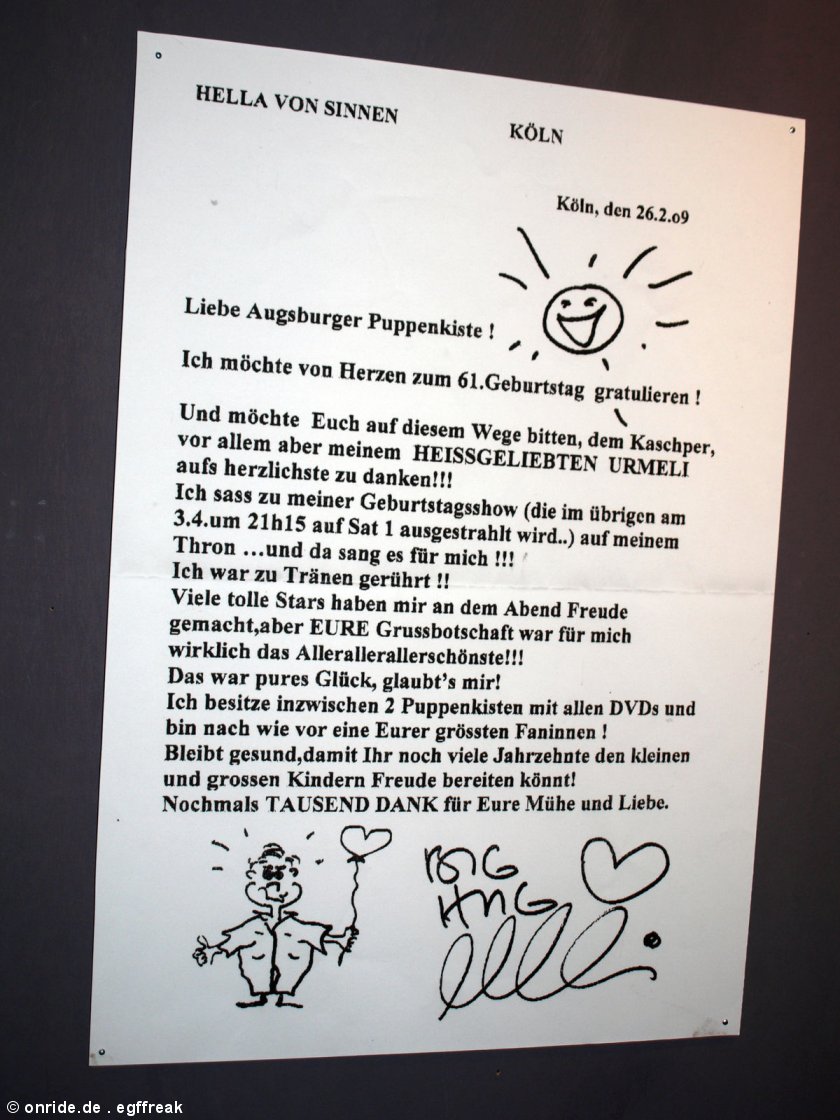 HELLA VON SINNEN
KÖLN
Köln, den 26.2.o9
Liebe Augsburger Puppenkiste !
Ich möchte von Herzen zum 61.Geburtstag gratulieren !
Und möchte Euch auf diesem Wege bitten, dem Kaschper,
vor allem aber meinem HEISSGELIEBTEN URMELI
aufs herzlichste zu danken!!!
Ich sass zu meiner Geburtstagsshow (die im übrigen am
3.4.um 21h15 auf Sat 1 ausgestrahlt wird..) auf meinem
Thron ...und da sang es für mich !!!
Ich war zu Tränen gerührt !!
Viele tolle Stars haben mir an dem Abend Freude
gemacht,aber EURE Grussbotschaft war für mich
wirklich das Allerallerallerschönste!!!
Das war pures Glück, glaubt's mir!
Ich besitze inzwischen 2 Puppenkisten mit allen DVDs und
bin nach wie vor eine Eurer grössten Faninnen !
Bleibt gesund,damit Ihr noch viele Jahrzehnte den kleinen
und grossen Kindern Freude bereiten könnt!
Nochmals TAUSEND DANK für Eure Mühe und Liebe.
BIG
HUG
© onride.de . egffreak